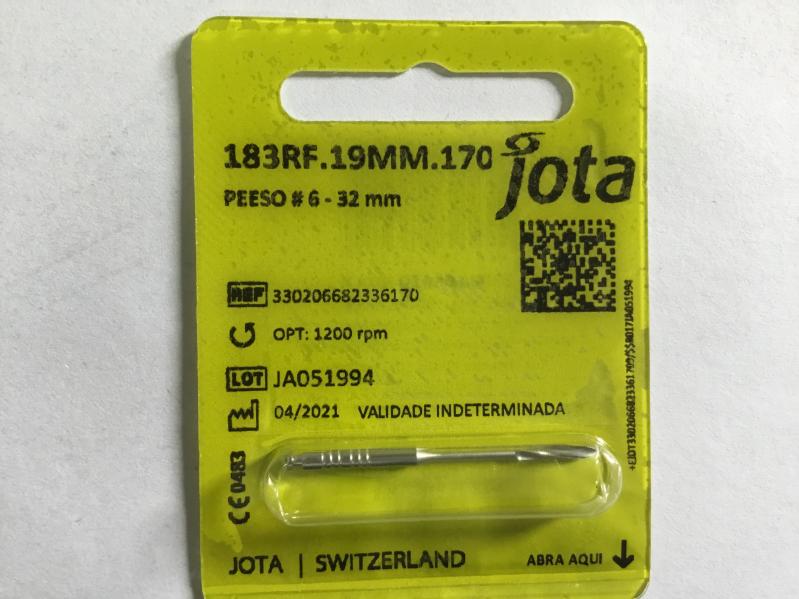 183RF.19MM.170
jota
PEESO # 6 - 32 mm
REF 330206682336170
OPT: 1200 rpm
LOT JA051994
04/2021 VALIDADE INDETERMINADA
CE 0483
JOTA | SWITZERLAND
ABRA AQUI